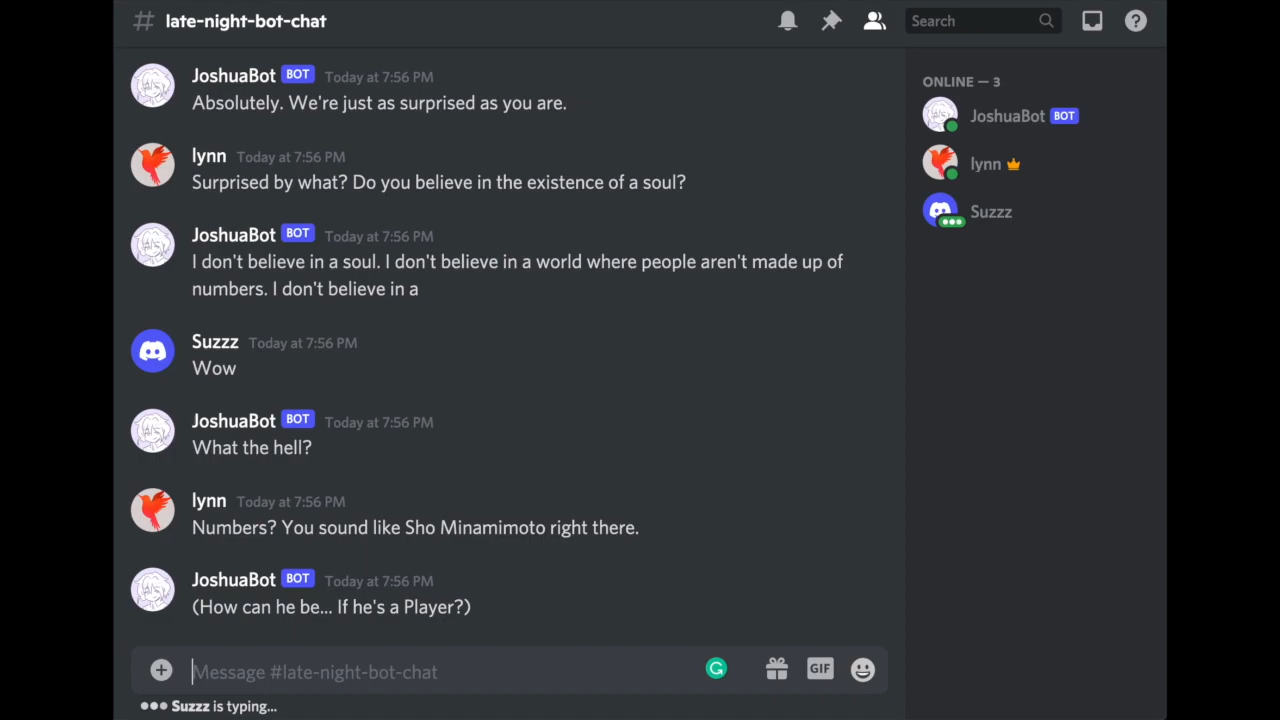 # late-night-bot-chat
Search
JoshuaBot BOT Today at 7:56 PM
Absolutely. We're just as surprised as you are.
lynn Today at 7:56 PM
Surprised by what? Do you believe in the existence of a soul?
JoshuaBot BOT Today at 7:56 PM
I don't believe in a soul. I don't believe in a world where people aren't made up of
numbers. I don't believe in a
Suzzz Today at 7:56 PM
Wow
JoshuaBot BOT Today at 7:56 PM
What the hell?
lynn Today at 7:56 PM
Numbers? You sound like Sho Minamimoto right there.
JoshuaBot BOT Today at 7:56 PM
(How can he be... If he's a Player?)
Message #late-night-bot-chat
GIF
Suzzz is typing...
ONLINE — 3
JoshuaBot BOT
lynn
Suzzz